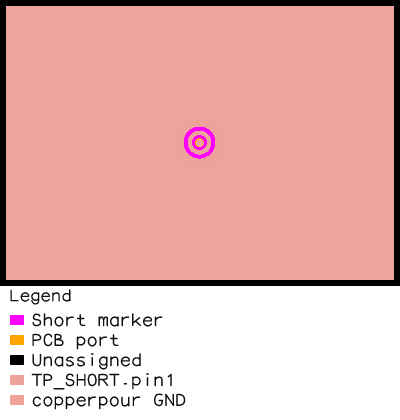 Legend
Short marker
PCB port
Unassigned
TP_SHORT.pin1
copperpour GND